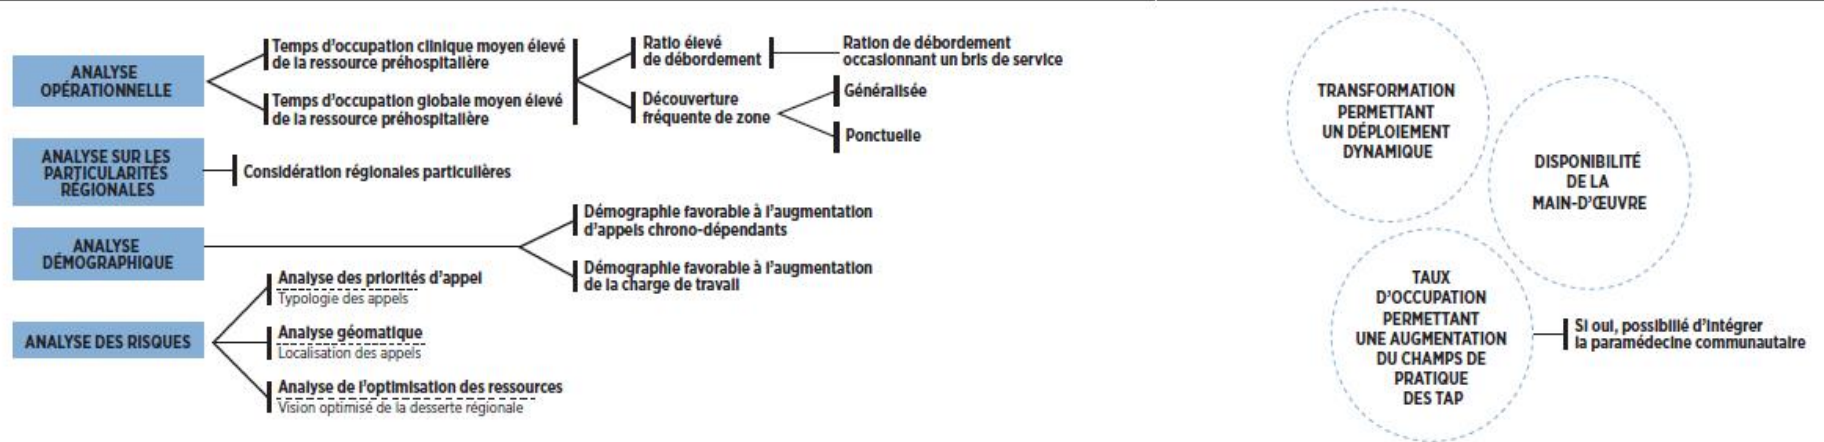 ANALYSE
OPÉRATIONNELLE
Temps d'occupation clinique moyen élevé
de la ressource préhospitalière
Temps d'occupation globale moyen élevé
de la ressource préhospitalière
Ratio élevé
de débordement
Ration de débordement
occasionnant un bris de service
Découverture
fréquente de zone
Généralisée
Ponctuelle
ANALYSE SUR LES
PARTICULARITÉS
RÉGIONALES
Considération régionales particulières
ANALYSE
DÉMOGRAPHIQUE
Démographie favorable à l'augmentation
d'appels chrono-dépendants
Démographie favorable à l'augmentation
de la charge de travail
ANALYSE DES RISQUES
Analyse des priorités d'appel
Typologie des appels
Analyse géomatique
Localisation des appels
Analyse de l'optimisation des ressources
Vision optimisé de la desserte régionale
TRANSFORMATION
PERMETTANT
UN DÉPLOIEMENT
DYNAMIQUE
DISPONIBILITÉ
DE LA
MAIN-D'ŒUVRE
TAUX
D'OCCUPATION
PERMETTANT
UNE AUGMENTATION
DU CHAMPS DE
PRATIQUE
DES TAP
Si oui, possibilié d'intégrer
la paramédecine communautaire